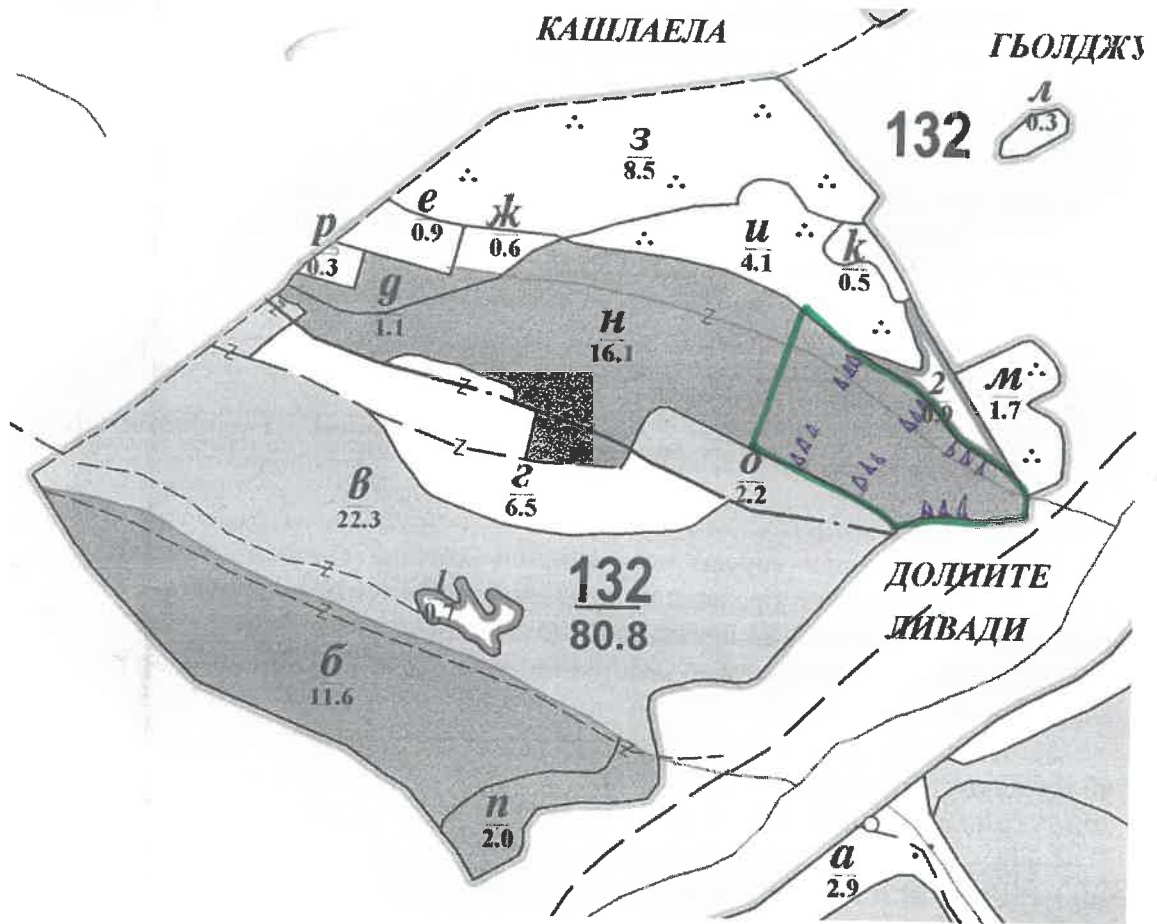 КАШЛАЕЛА
ГЬОЛДЖУ
л
0.3
132
з
8.5
е
0.9
ж
0.6
р
0.3
и
4.1
к
0.5
д
1.1
н
16.1
2
0.9
м
1.7
о
2.2
г
6.5
в
22.3
132
80.8
1
ДОЛНИТЕ
ЛИВАДИ
б
11.6
п
2.0
а
2.9